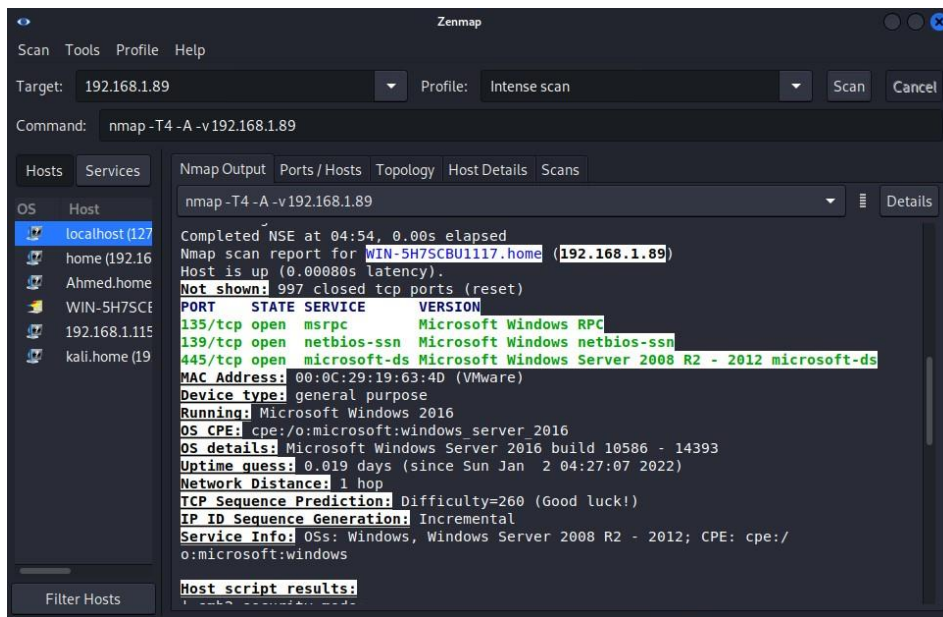 Zenmap
Scan Tools Profile Help
Target: 192.168.1.89 Profile: Intense scan Scan Cancel
Command: nmap -T4 -A -v 192.168.1.89
Hosts Services
Nmap Output Ports / Hosts Topology Host Details Scans
nmap -T4 -A -v 192.168.1.89 Details
OS Host
localhost (127
home (192.16
Ahmed.home
WIN-5H7SCE
192.168.1.115
kali.home (19
Filter Hosts
Completed NSE at 04:54, 0.00s elapsed
Nmap scan report for WIN-5H7SCBU1117.home (192.168.1.89)
Host is up (0.00080s latency).
Not shown: 997 closed tcp ports (reset)
PORT STATE SERVICE VERSION
135/tcp open msrpc Microsoft Windows RPC
139/tcp open netbios-ssn Microsoft Windows netbios-ssn
445/tcp open microsoft-ds Microsoft Windows Server 2008 R2 - 2012 microsoft-ds
MAC Address: 00:0C:29:19:63:4D (VMware)
Device type: general purpose
Running: Microsoft Windows 2016
OS CPE: cpe:/o:microsoft:windows_server_2016
OS details: Microsoft Windows Server 2016 build 10586 - 14393
Uptime guess: 0.019 days (since Sun Jan 2 04:27:07 2022)
Network Distance: 1 hop
TCP Sequence Prediction: Difficulty=260 (Good luck!)
IP ID Sequence Generation: Incremental
Service Info: OSs: Windows, Windows Server 2008 R2 - 2012; CPE: cpe:/
o:microsoft:windows
Host script results: